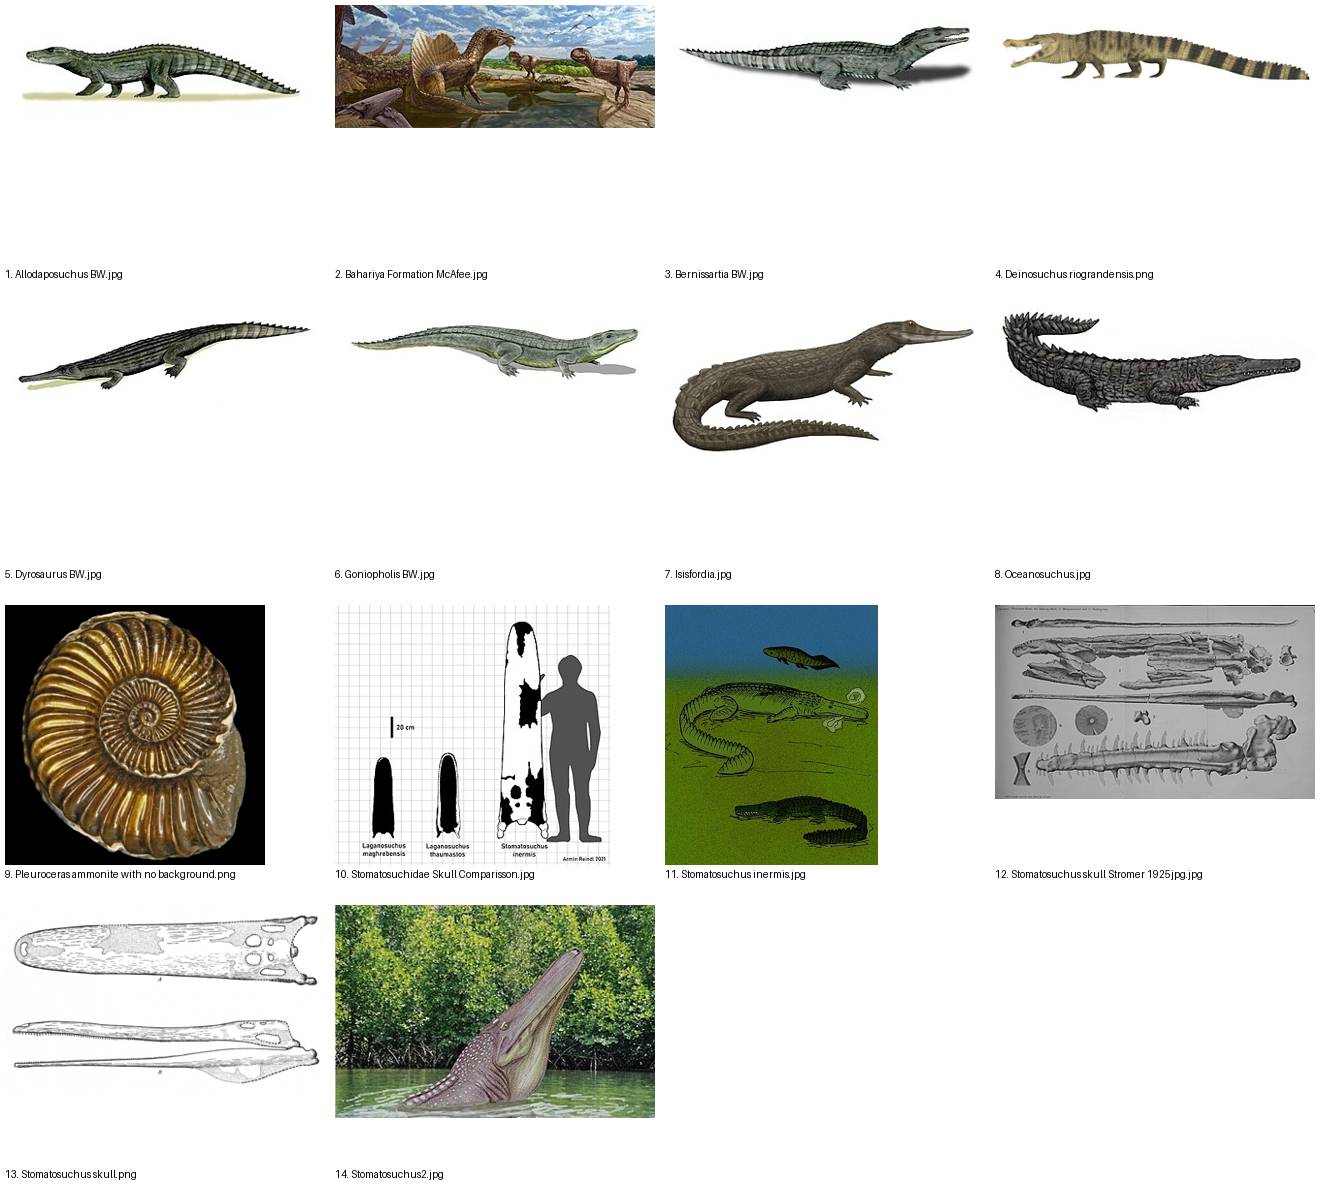 1. Allodaposuchus BW.jpg
2. Bahariya Formation McAfee.jpg
3. Bernissartia BW.jpg
4. Deinosuchus riograndensis.png
5. Dyrosaurus BW.jpg
6. Goniopholis BW.jpg
7. Isisfordia.jpg
8. Oceanosuchus.jpg
20 cm
Laganosuchus
maghrebensis
Laganosuchus
thaumastos
Stomatosuchus
inermis
Armin Reindl 2021
9. Pleuroceras ammonite with no background.png
10. Stomatosuchidae Skull Comparisson.jpg
11. Stomatosuchus inermis.jpg
12. Stomatosuchus skull Stromer 1925 jpg.jpg
13. Stomatosuchus skull.png
14. Stomatosuchus2.jpg